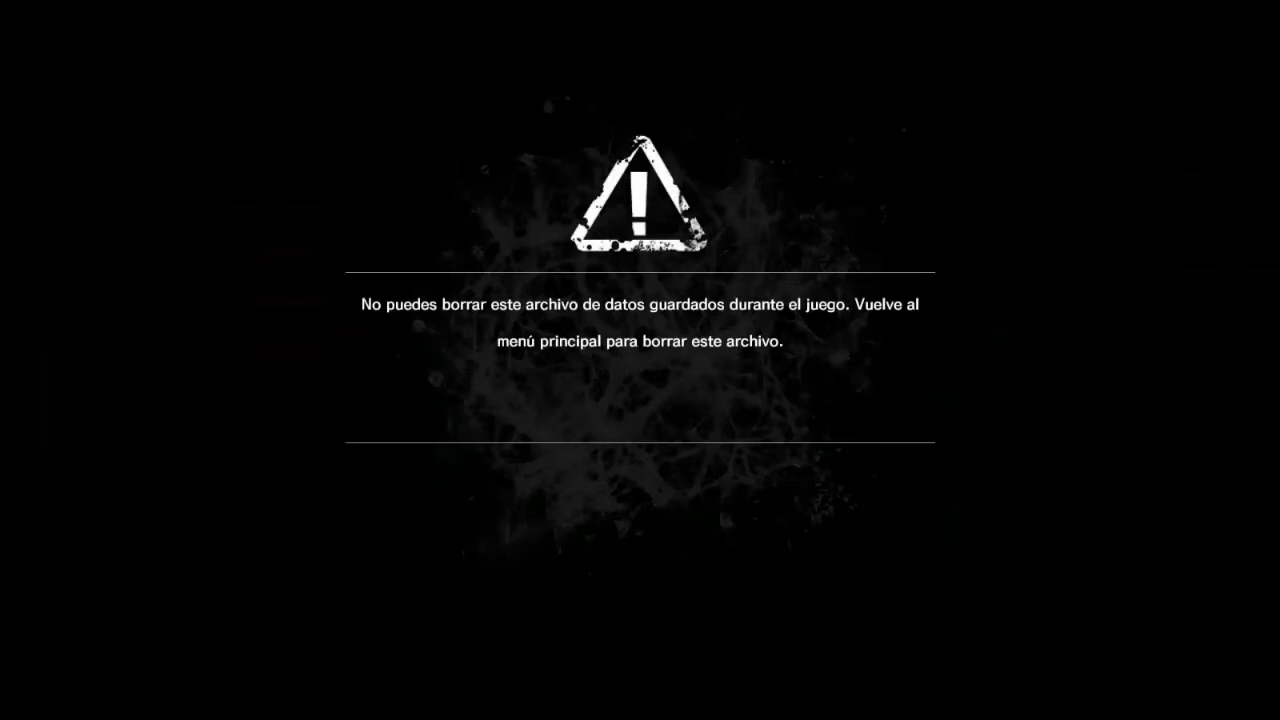 No puedes borrar este archivo de datos guardados durante el juego. Vuelve al
menú principal para borrar este archivo.